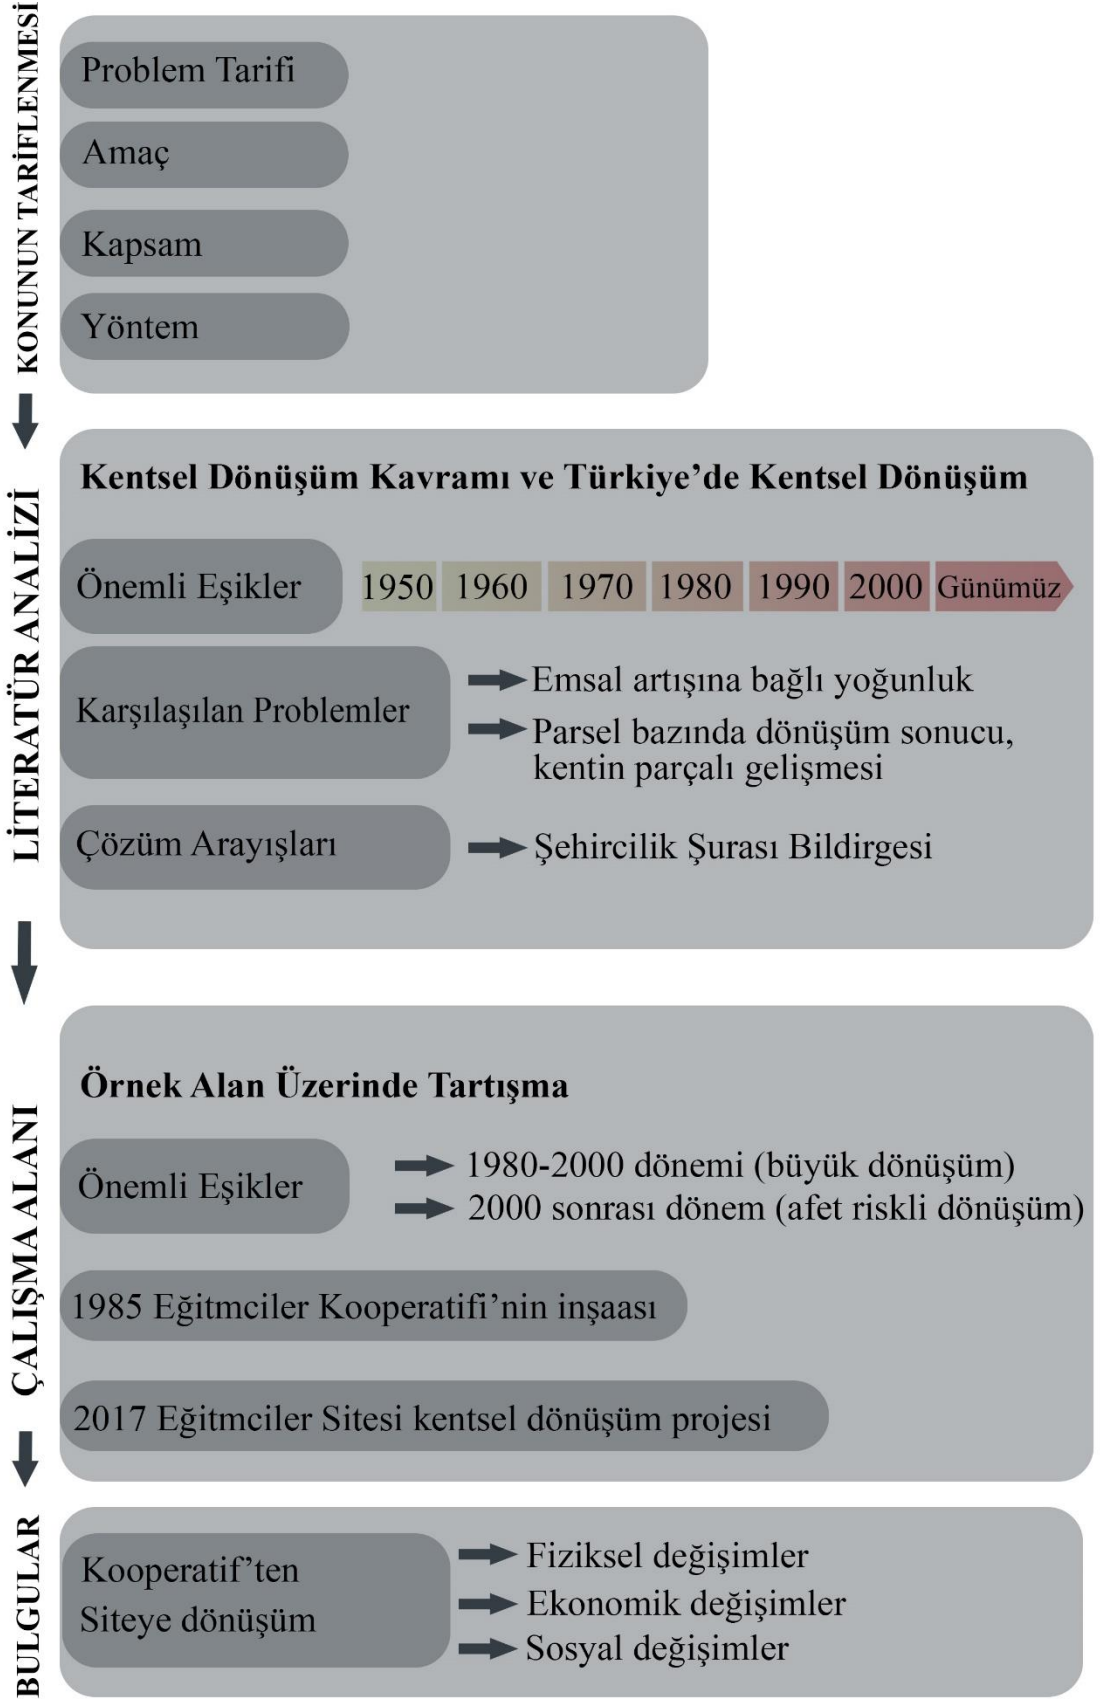 KONUNUN TARİFLENMESİ
Problem Tarifi
Amaç
Kapsam
Yöntem
LİTERATÜR ANALİZİ
Kentsel Dönüşüm Kavramı ve Türkiye’de Kentsel Dönüşüm
Önemli Eşikler
1950 1960 1970 1980 1990 2000 Günümüz
Karşılaşılan Problemler
Emsal artışına bağlı yoğunluk
Parsel bazında dönüşüm sonucu,
kentin parçalı gelişmesi
Çözüm Arayışları
Şehircilik Şurası Bildirgesi
ÇALIŞMA ALANI
Örnek Alan Üzerinde Tartışma
Önemli Eşikler
1980-2000 dönemi (büyük dönüşüm)
2000 sonrası dönem (afet riskli dönüşüm)
1985 Eğitmciler Kooperatifi’nin inşaası
2017 Eğitmciler Sitesi kentsel dönüşüm projesi
BULGULAR
Kooperatif’ten
Siteye dönüşüm
Fiziksel değişimler
Ekonomik değişimler
Sosyal değişimler